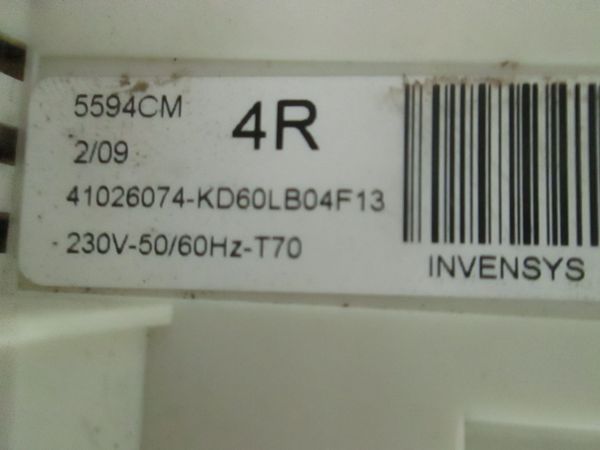 5594CM
4R
2/09
41026074-KD60LB04F13
230V-50/60Hz-T70
INVENSYS